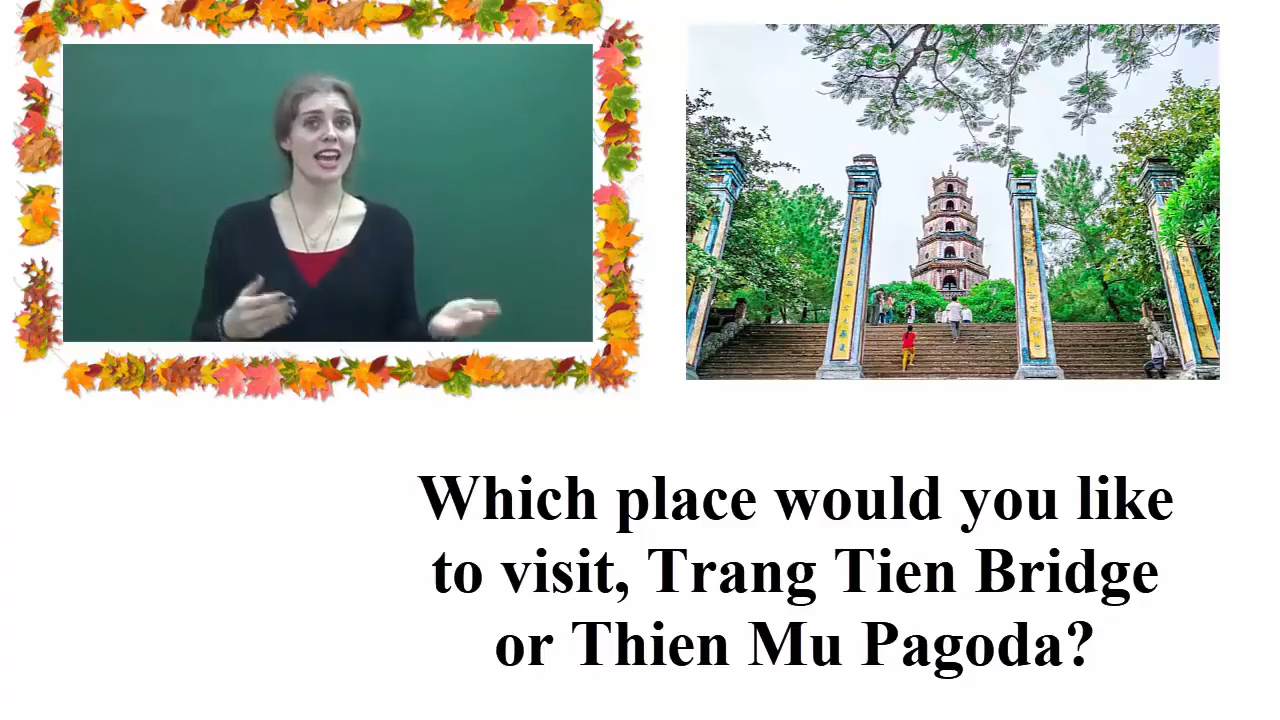 Which place would you like
to visit, Trang Tien Bridge
or Thien Mu Pagoda?